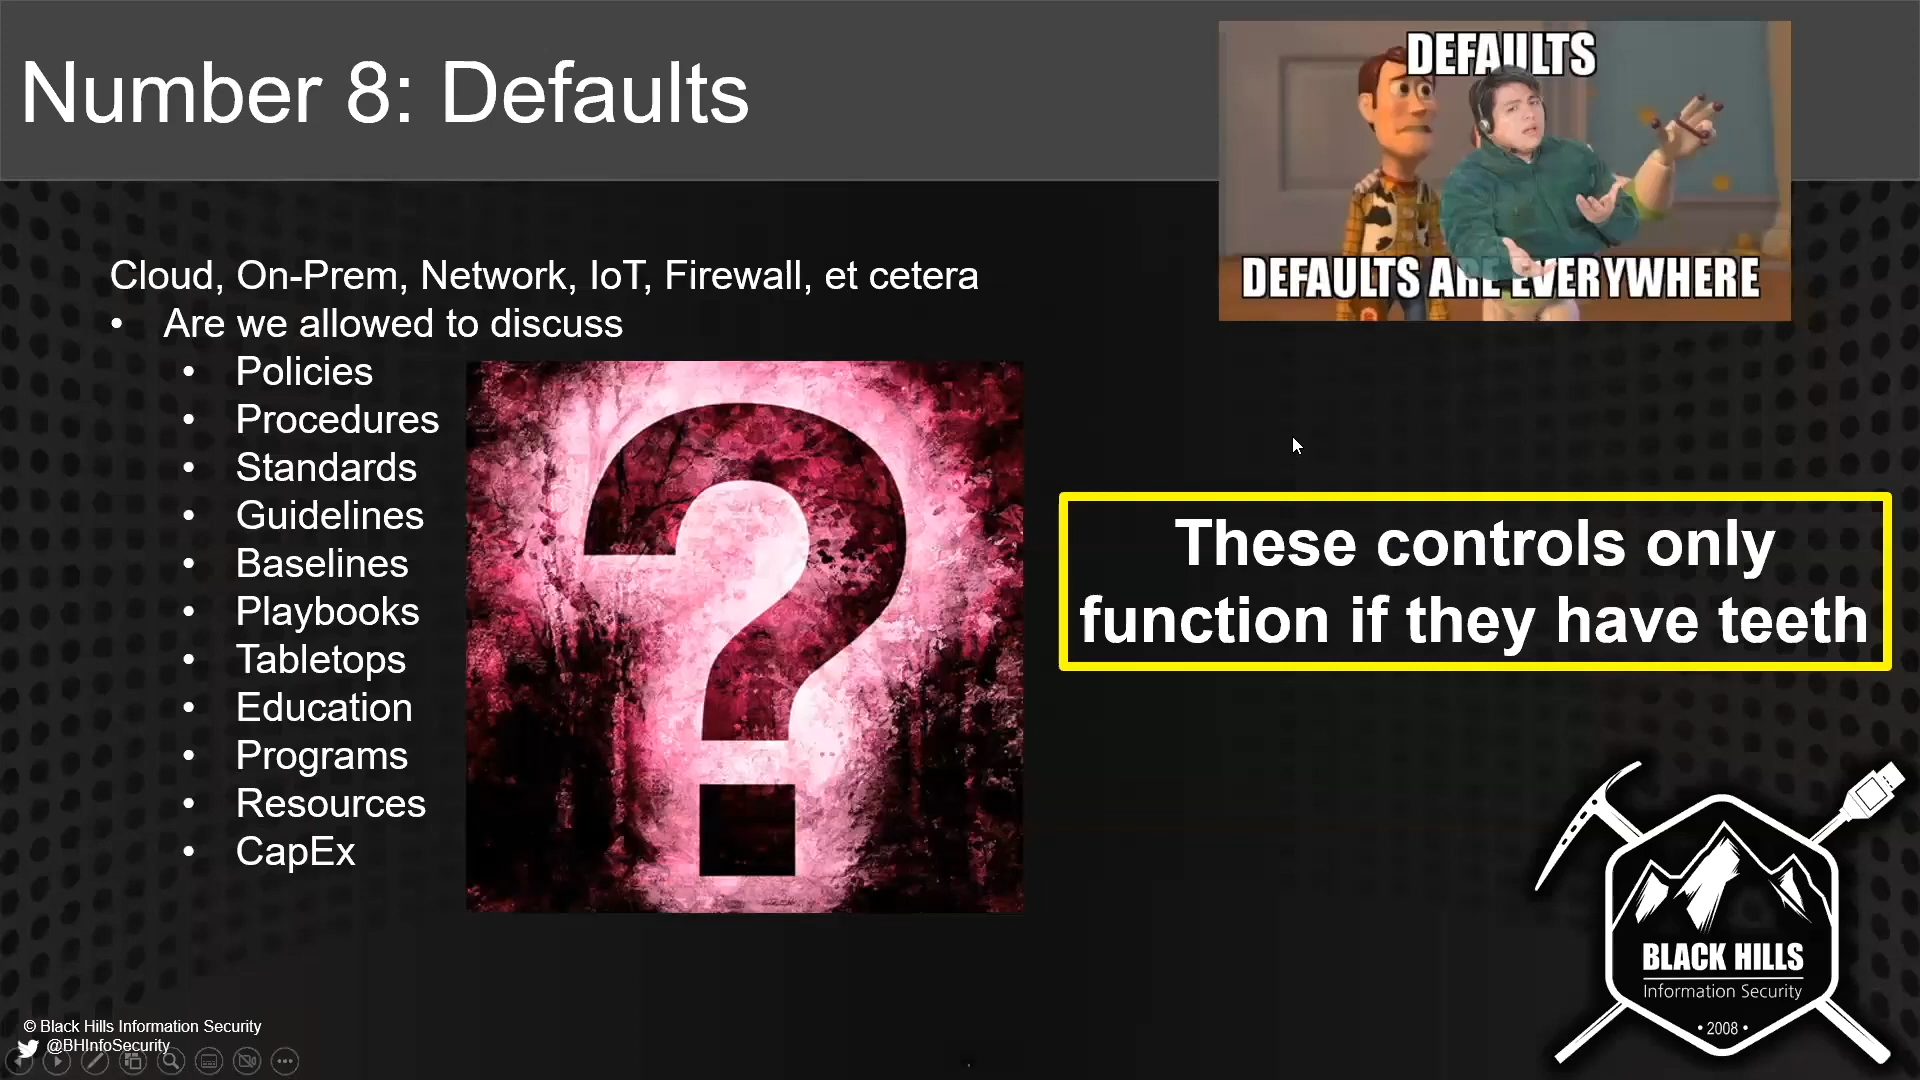 Number 8: Defaults
DEFAULTS
DEFAULTS ARE EVERYWHERE
Cloud, On-Prem, Network, IoT, Firewall, et cetera
• Are we allowed to discuss
• Policies
• Procedures
• Standards
• Guidelines
• Baselines
• Playbooks
• Tabletops
• Education
• Programs
• Resources
• CapEx
?
These controls only
function if they have teeth
BLACK HILLS
Information Security
• 2008 •
© Black Hills Information Security
@BHInfoSecurity